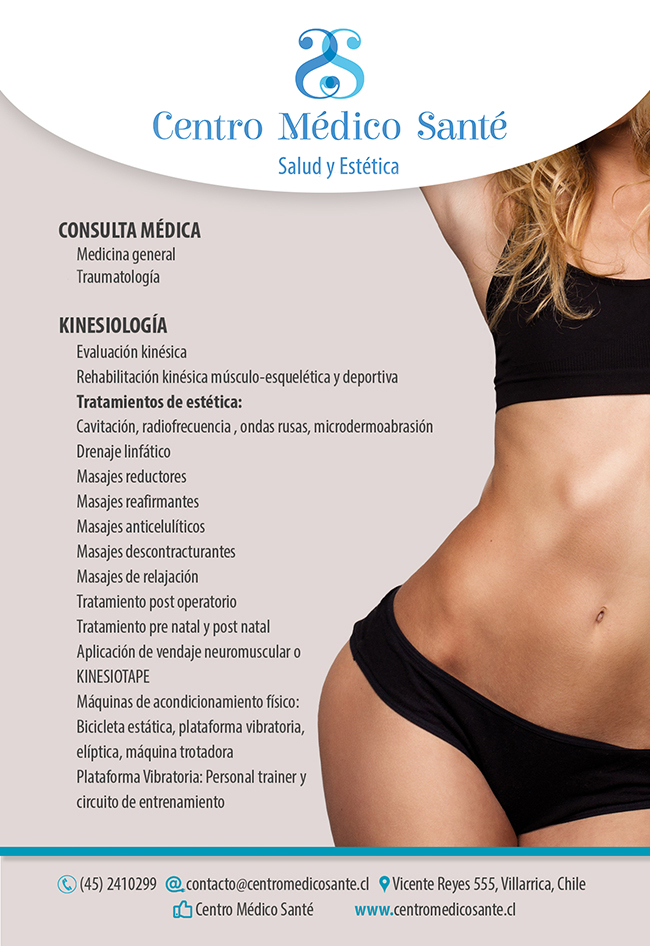 Centro Médico Santé
Salud y Estética
CONSULTA MÉDICA
Medicina general
Traumatología
KINESIOLOGÍA
Evaluación kinésica
Rehabilitación kinésica músculo-esquelética y deportiva
Tratamientos de estética:
Cavitación, radiofrecuencia , ondas rusas, microdermoabrasión
Drenaje linfático
Masajes reductores
Masajes reafirmantes
Masajes anticelulíticos
Masajes descontracturantes
Masajes de relajación
Tratamiento post operatorio
Tratamiento pre natal y post natal
Aplicación de vendaje neuromuscular o
KINESIOTAPE
Máquinas de acondicionamiento físico:
Bicicleta estática, plataforma vibratoria,
elíptica, máquina trotadora
Plataforma Vibratoria: Personal trainer y
circuito de entrenamiento
(45) 2410299 contacto@centromedicosante.cl Vicente Reyes 555, Villarrica, Chile
Centro Médico Santé www.centromedicosante.cl